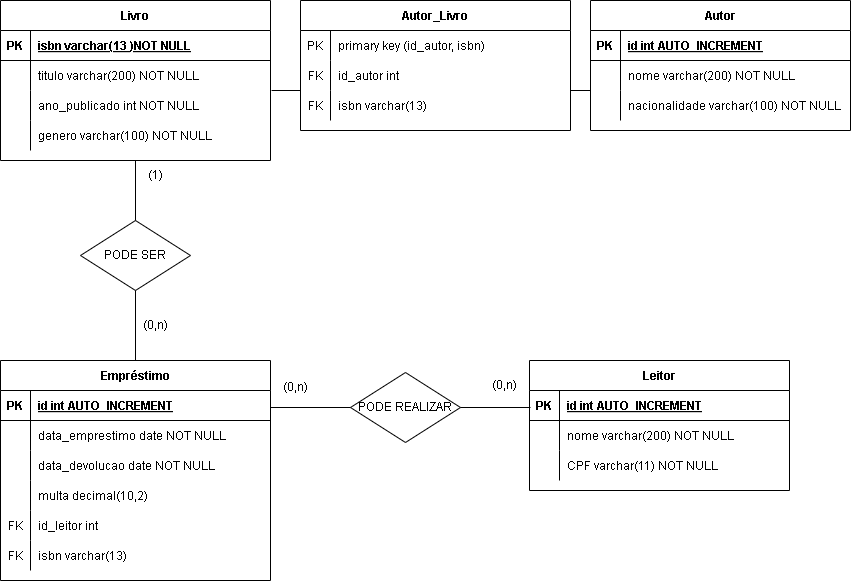 Livro
PK isbn varchar(13 )NOT NULL
titulo varchar(200) NOT NULL
ano_publicado int NOT NULL
genero varchar(100) NOT NULL
Autor_Livro
PK primary key (id_autor, isbn)
FK id_autor int
FK isbn varchar(13)
Autor
PK id int AUTO_INCREMENT
nome varchar(200) NOT NULL
nacionalidade varchar(100) NOT NULL
(1)
PODE SER
(0,n)
Empréstimo
PK id int AUTO_INCREMENT
data_emprestimo date NOT NULL
data_devolucao date NOT NULL
multa decimal(10,2)
FK id_leitor int
FK isbn varchar(13)
(0,n)
PODE REALIZAR
(0,n)
Leitor
PK id int AUTO_INCREMENT
nome varchar(200) NOT NULL
CPF varchar(11) NOT NULL